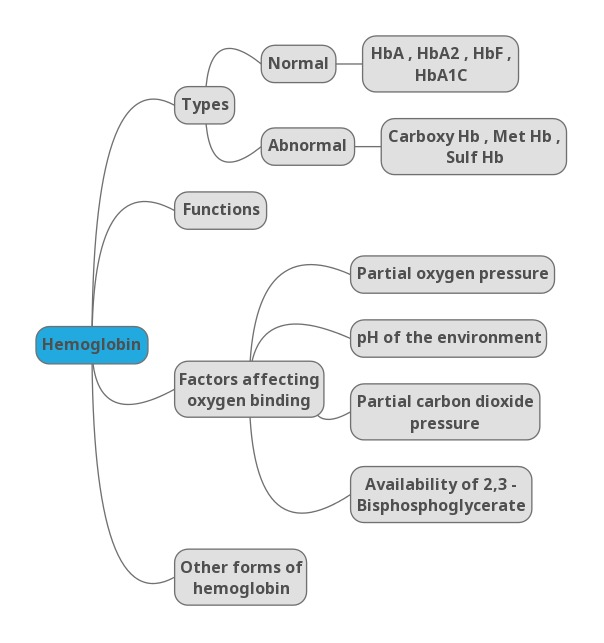 Hemoglobin
Types
Normal
HbA , HbA2 , HbF ,
HbA1C
Abnormal
Carboxy Hb , Met Hb ,
Sulf Hb
Functions
Factors affecting
oxygen binding
Partial oxygen pressure
pH of the environment
Partial carbon dioxide
pressure
Availability of 2,3 -
Bisphosphoglycerate
Other forms of
hemoglobin